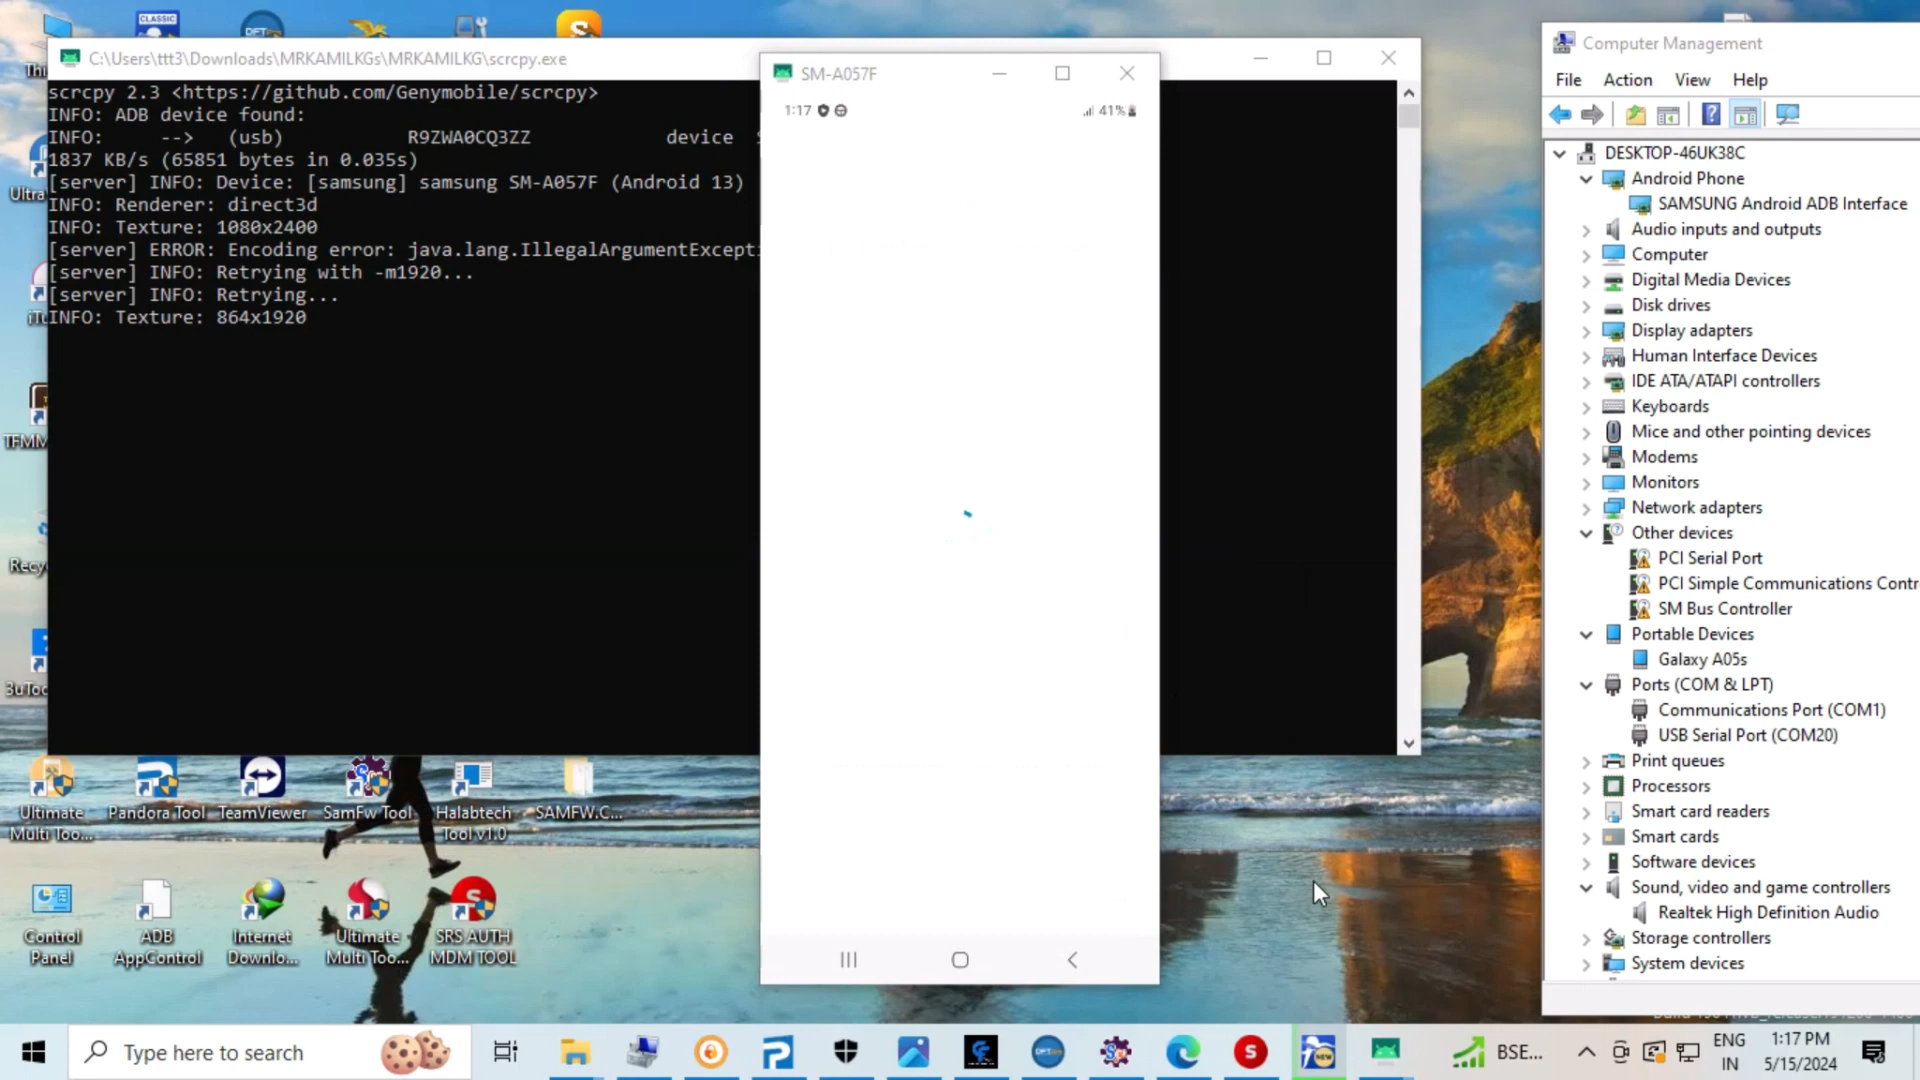 CLASSIC
DFT
C:\Users\ttt3\Downloads\MRKAMILKGs\MRKAMILKG\scrcpy.exe
scrcpy 2.3 <https://github.com/Genymobile/scrcpy>
INFO: ADB device found:
INFO:     -->   (usb)      R9ZWA0CQ3ZZ            device
1837 KB/s (65851 bytes in 0.035s)
[server] INFO: Device: [samsung] samsung SM-A057F (Android 13)
INFO: Renderer: direct3d
INFO: Texture: 1080x2400
[server] ERROR: Encoding error: java.lang.IllegalArgumentExcepti
[server] INFO: Retrying with -m1920...
[server] INFO: Retrying...
INFO: Texture: 864x1920
SM-A057F
1:17
41%
Computer Management
File Action View Help
DESKTOP-46UK38C
Android Phone
SAMSUNG Android ADB Interface
Audio inputs and outputs
Computer
Digital Media Devices
Disk drives
Display adapters
Human Interface Devices
IDE ATA/ATAPI controllers
Keyboards
Mice and other pointing devices
Modems
Monitors
Network adapters
Other devices
PCI Serial Port
PCI Simple Communications Contr
SM Bus Controller
Portable Devices
Galaxy A05s
Ports (COM & LPT)
Communications Port (COM1)
USB Serial Port (COM20)
Print queues
Processors
Smart card readers
Smart cards
Software devices
Sound, video and game controllers
Realtek High Definition Audio
Storage controllers
System devices
Thi
Ultra
iTu
TFMM
Recy
3uToo
Ultimate
Multi Too...
Pandora Tool
TeamViewer
SamFw Tool
Halabtech
Tool v1.0
SAMFW.C...
Control
Panel
ADB
AppControl
Internet
Downlo...
Ultimate
Multi Too...
SRS AUTH
MDM TOOL
Type here to search
NEW
BSE...
ENG
IN
1:17 PM
5/15/2024